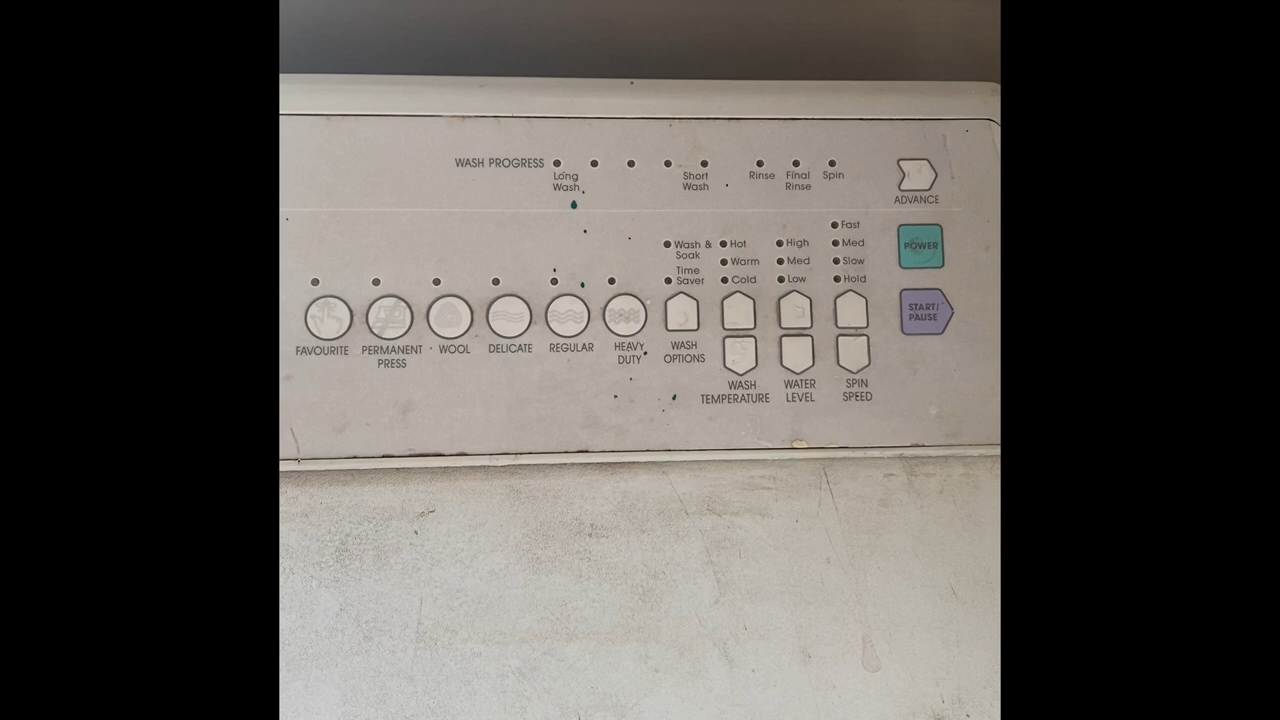 WASH PROGRESS
Long
Wash
Short
Wash
Rinse
Final
Rinse
Spin
ADVANCE
Wash &
Soak
Time
Saver
Hot
Warm
Cold
High
Med
Low
Fast
Med
Slow
Hold
POWER
START/
PAUSE
FAVOURITE
PERMANENT
PRESS
WOOL
DELICATE
REGULAR
HEAVY
DUTY
WASH
OPTIONS
WASH
TEMPERATURE
WATER
LEVEL
SPIN
SPEED